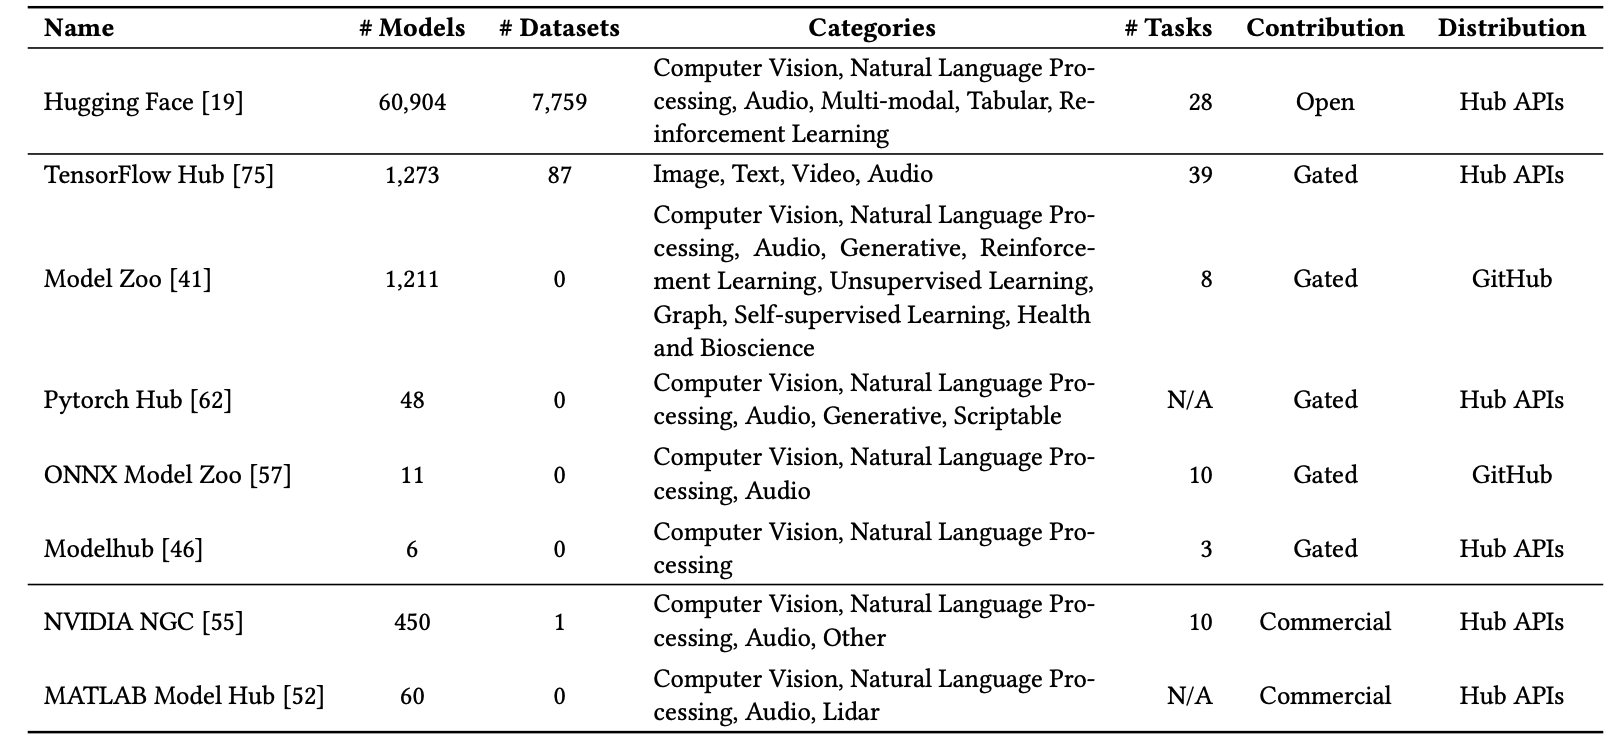 Name # Models # Datasets Categories # Tasks Contribution Distribution
Computer Vision, Natural Language Pro-
Hugging Face [19] 60,904 7,759 cessing, Audio, Multi-modal, Tabular, Re- 28 Open Hub APIs
inforcement Learning
TensorFlow Hub [75] 1,273 87 Image, Text, Video, Audio 39 Gated Hub APIs
Computer Vision, Natural Language Pro-
cessing, Audio, Generative, Reinforce-
Model Zoo [41] 1,211 0 ment Learning, Unsupervised Learning, 8 Gated GitHub
Graph, Self-supervised Learning, Health
and Bioscience
Pytorch Hub [62] 48 0 Computer Vision, Natural Language Pro- N/A Gated Hub APIs
cessing, Audio, Generative, Scriptable
ONNX Model Zoo [57] 11 0 Computer Vision, Natural Language Pro- 10 Gated GitHub
cessing, Audio
Modelhub [46] 6 0 Computer Vision, Natural Language Pro- 3 Gated Hub APIs
cessing
NVIDIA NGC [55] 450 1 Computer Vision, Natural Language Pro- 10 Commercial Hub APIs
cessing, Audio, Other
MATLAB Model Hub [52] 60 0 Computer Vision, Natural Language Pro- N/A Commercial Hub APIs
cessing, Audio, Lidar